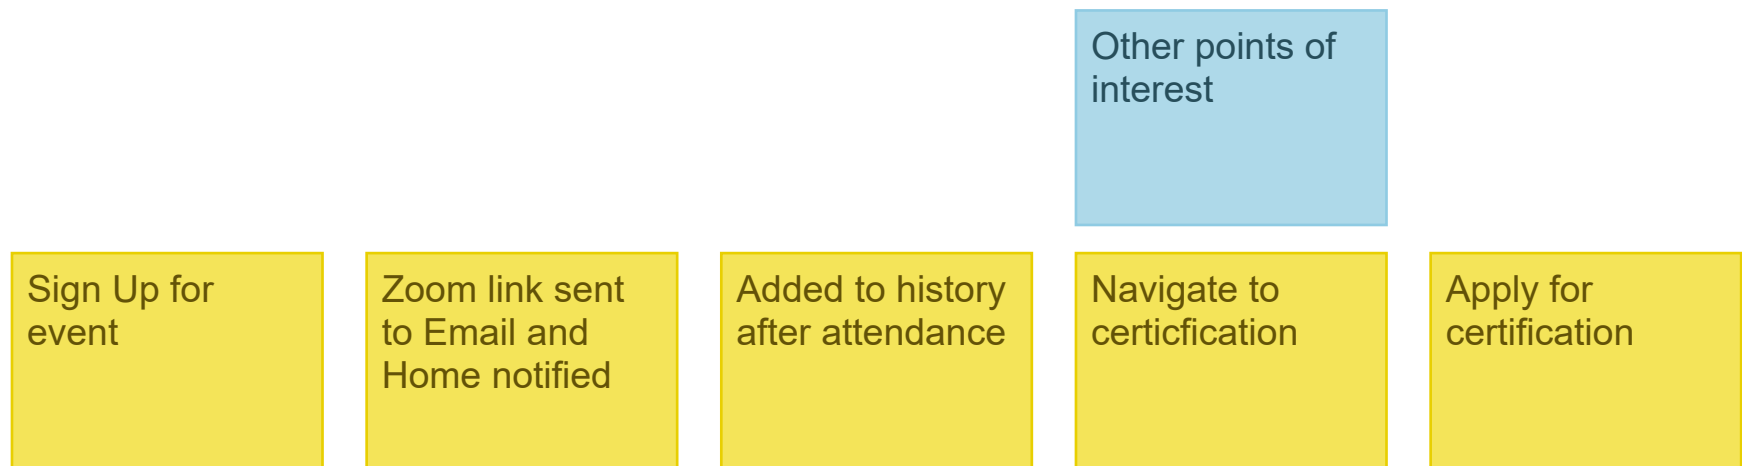 Other points of
interest
Sign Up for
event
Zoom link sent
to Email and
Home notified
Added to history
after attendance
Navigate to
certicfication
Apply for
certification